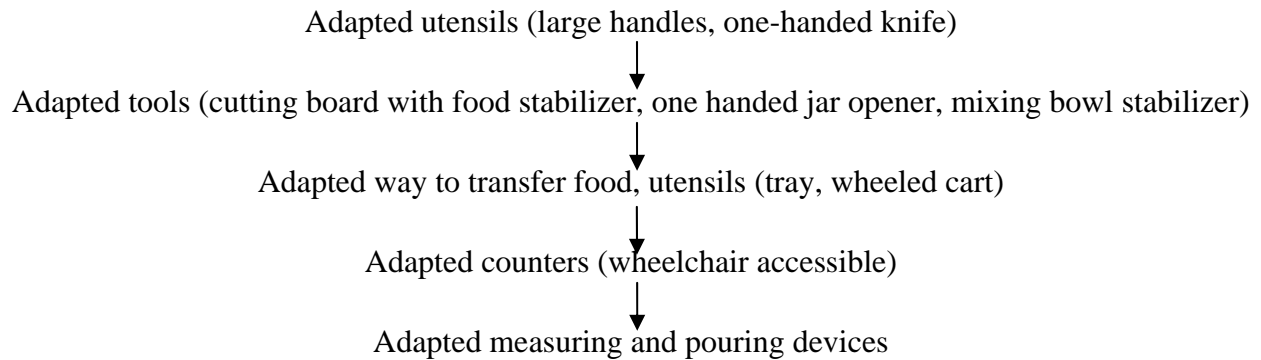 Adapted utensils (large handles, one-handed knife)
Adapted tools (cutting board with food stabilizer, one handed jar opener, mixing bowl stabilizer)
Adapted way to transfer food, utensils (tray, wheeled cart)
Adapted counters (wheelchair accessible)
Adapted measuring and pouring devices